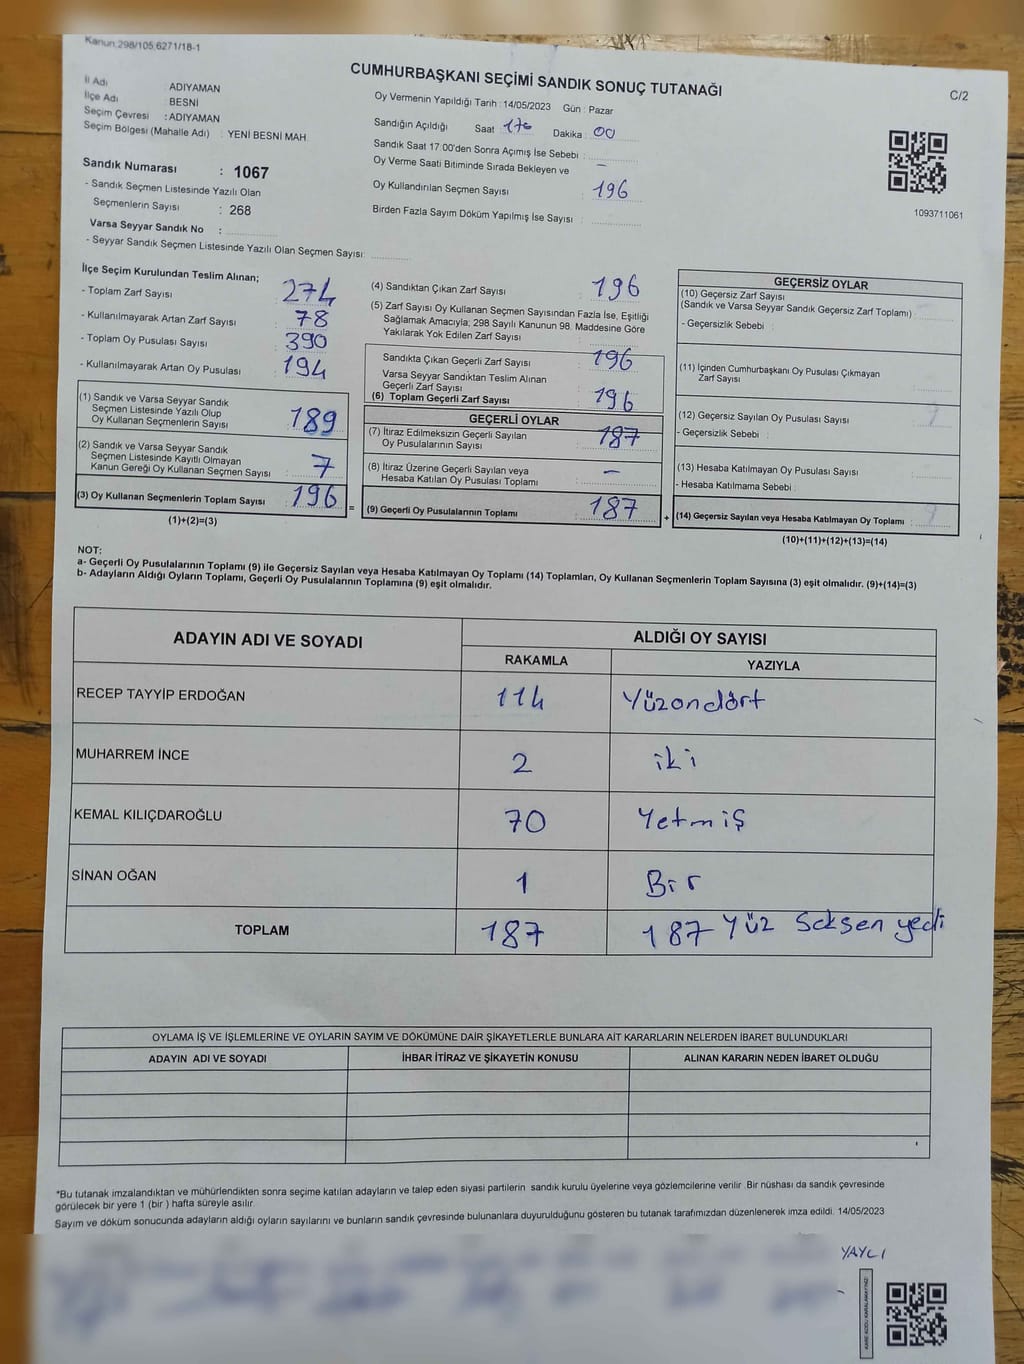 Kanun.298/105,6271/18-1
CUMHURBAŞKANI SEÇİMİ SANDIK SONUÇ TUTANAĞI
C/2
İl Adı ADIYAMAN
İlçe Adı : BESNİ
Seçim Çevresi : ADIYAMAN
Seçim Bölgesi (Mahalle Adı) : YENİ BESNİ MAH.
Sandık Numarası : 1067
- Sandık Seçmen Listesinde Yazılı Olan
Seçmenlerin Sayısı : 268
Varsa Seyyar Sandık No :
- Seyyar Sandık Seçmen Listesinde Yazılı Olan Seçmen Sayısı:
Oy Vermenin Yapıldığı Tarih : 14/05/2023 Gün : Pazar
Sandığın Açıldığı Saat : Dakika : 00
Sandık Saat 17:00'den Sonra Açımış İse Sebebi :
Oy Verme Saati Bitiminde Sırada Bekleyen ve –
Oy Kullandırılan Seçmen Sayısı : 196
Birden Fazla Sayım Döküm Yapılmış İse Sayısı :
1093711061
İlçe Seçim Kurulundan Teslim Alınan;
- Toplam Zarf Sayısı : 274
- Kullanılmayarak Artan Zarf Sayısı : 78
- Toplam Oy Pusulası Sayısı : 390
- Kullanılmayarak Artan Oy Pusulası : 194
(1) Sandık ve Varsa Seyyar Sandık
Seçmen Listesinde Yazılı Olup
Oy Kullanan Seçmenlerin Sayısı : 189
(2) Sandık ve Varsa Seyyar Sandık
Seçmen Listesinde Kayıtlı Olmayan
Kanun Gereği Oy Kullanan Seçmen Sayısı : 7
(3) Oy Kullanan Seçmenlerin Toplam Sayısı : 196
(1)+(2)=(3)
=
(4) Sandıktan Çıkan Zarf Sayısı : 196
(5) Zarf Sayısı Oy Kullanan Seçmen Sayısından Fazla İse, Eşitliği
Sağlamak Amacıyla; 298 Sayılı Kanunun 98. Maddesine Göre
Yakılarak Yok Edilen Zarf Sayısı :
Sandıkta Çıkan Geçerli Zarf Sayısı : 196
Varsa Seyyar Sandıktan Teslim Alınan
Geçerli Zarf Sayısı
(6) Toplam Geçerli Zarf Sayısı : 196
GEÇERLİ OYLAR
(7) İtiraz Edilmeksizin Geçerli Sayılan
Oy Pusulalarının Sayısı : 187
(8) İtiraz Üzerine Geçerli Sayılan veya –
Hesaba Katılan Oy Pusulası Toplamı :
(9) Geçerli Oy Pusulalarının Toplamı : 187
+
GEÇERSİZ OYLAR
(10) Geçersiz Zarf Sayısı
(Sandık ve Varsa Seyyar Sandık Geçersiz Zarf Toplamı) :
- Geçersizlik Sebebi :
(11) İçinden Cumhurbaşkanı Oy Pusulası Çıkmayan
Zarf Sayısı :
(12) Geçersiz Sayılan Oy Pusulası Sayısı : 9
- Geçersizlik Sebebi :
(13) Hesaba Katılmayan Oy Pusulası Sayısı :
- Hesaba Katılmama Sebebi :
(14) Geçersiz Sayılan veya Hesaba Katılmayan Oy Toplamı : 9
(10)+(11)+(12)+(13)=(14)
NOT:
a- Geçerli Oy Pusulalarının Toplamı (9) ile Geçersiz Sayılan veya Hesaba Katılmayan Oy Toplamı (14) Toplamları, Oy Kullanan Seçmenlerin Toplam Sayısına (3) eşit olmalıdır. (9)+(14)=(3)
b- Adayların Aldığı Oyların Toplamı, Geçerli Oy Pusulalarının Toplamına (9) eşit olmalıdır.
ADAYIN ADI VE SOYADI ALDIĞI OY SAYISI
RAKAMLA YAZIYLA
RECEP TAYYİP ERDOĞAN 114 Yüzondört
MUHARREM İNCE 2 iki
KEMAL KILIÇDAROĞLU 70 Yetmiş
SİNAN OĞAN 1 Bir
TOPLAM 187 187 Yüz Seksen yedi
OYLAMA İŞ VE İŞLEMLERİNE VE OYLARIN SAYIM VE DÖKÜMÜNE DAİR ŞİKAYETLERLE BUNLARA AİT KARARLARIN NELERDEN İBARET BULUNDUKLARI
ADAYIN ADI VE SOYADI İHBAR İTİRAZ VE ŞİKAYETİN KONUSU ALINAN KARARIN NEDEN İBARET OLDUĞU
*Bu tutanak imzalandıktan ve mühürlendikten sonra seçime katılan adayların ve talep eden siyasi partilerin sandık kurulu üyelerine veya gözlemcilerine verilir. Bir nüshası da sandık çevresinde
görülecek bir yere 1 (bir ) hafta süreyle asılır.
Sayım ve döküm sonucunda adayların aldığı oyların sayılarını ve bunların sandık çevresinde bulunanlara duyurulduğunu gösteren bu tutanak tarafımızdan düzenlenerek imza edildi. 14/05/2023
YAYCI
KARE KODU KARALAMAYINIZ!